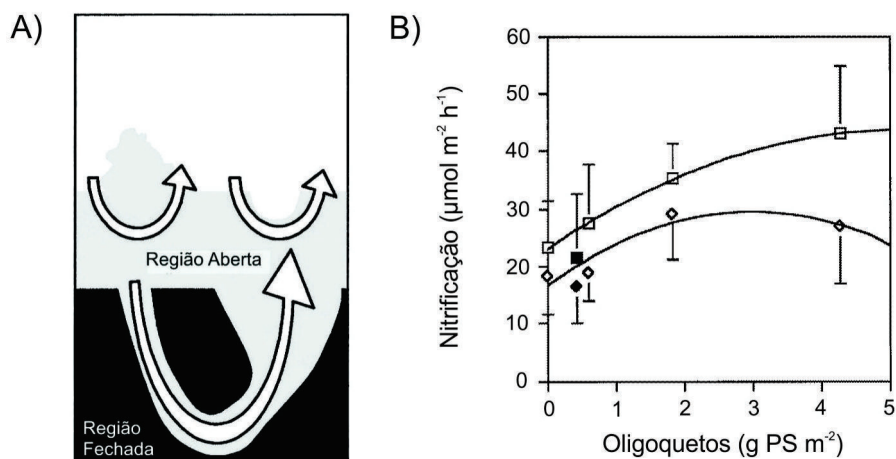 A)
Região Aberta
Região
Fechada
B)
Nitrificação (µmol m⁻² h⁻¹)
60
50
40
30
20
10
0
0 1 2 3 4 5
Oligoquetos (g PS m⁻²)